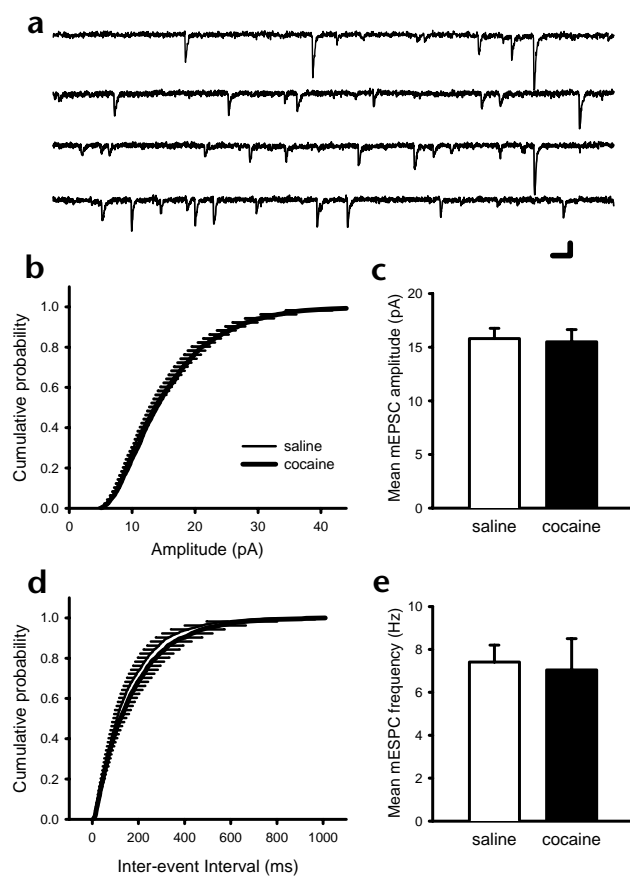 a
b
Cumulative probability
1.0
0.8
0.6
0.4
0.2
0.0
saline
cocaine
0 10 20 30 40
Amplitude (pA)
c
Mean mEPSC amplitude (pA)
20
15
10
5
0
saline cocaine
d
Cumulative probability
1.0
0.8
0.6
0.4
0.2
0.0
0 200 400 600 800 1000
Inter-event Interval (ms)
e
Mean mESPC frequency (Hz)
10
8
6
4
2
0
saline cocaine